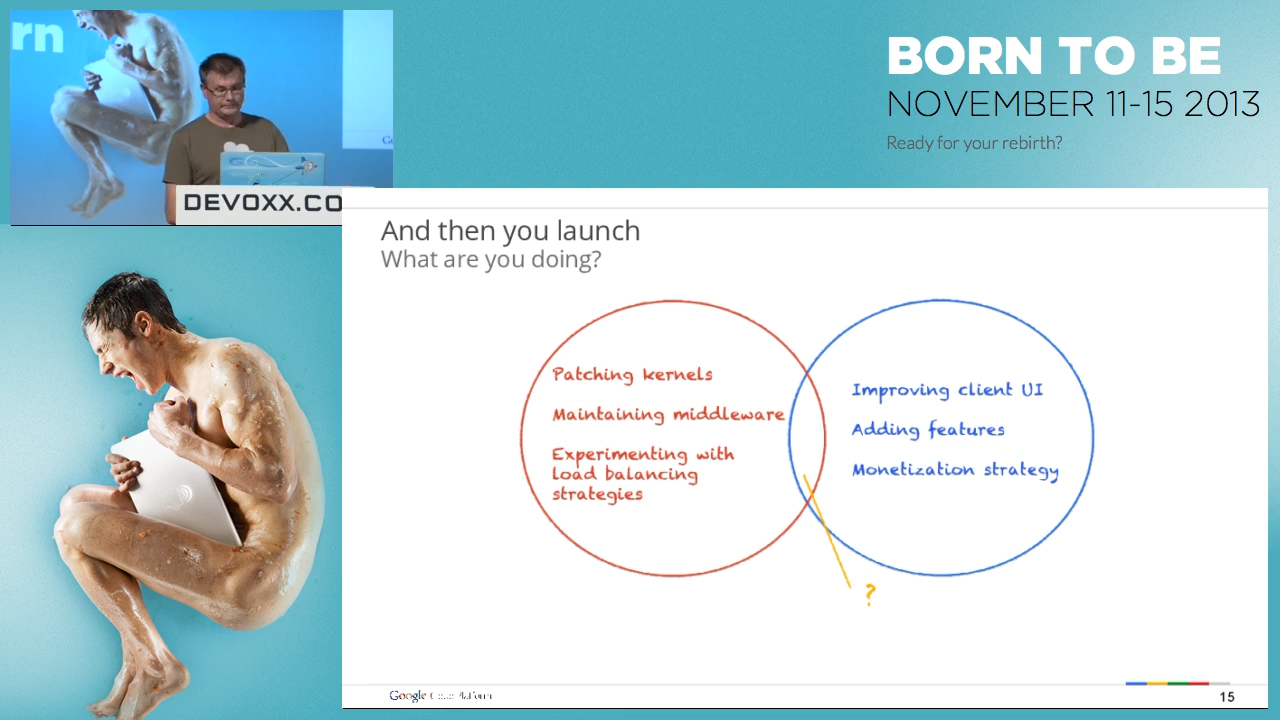 rn
DEVOXX.CO
BORN TO BE
NOVEMBER 11-15 2013
Ready for your rebirth?
And then you launch
What are you doing?
Patching kernels
Maintaining middleware
Experimenting with
load balancing
strategies
Improving client UI
Adding features
Monetization strategy
?
Google Cloud Platform
15